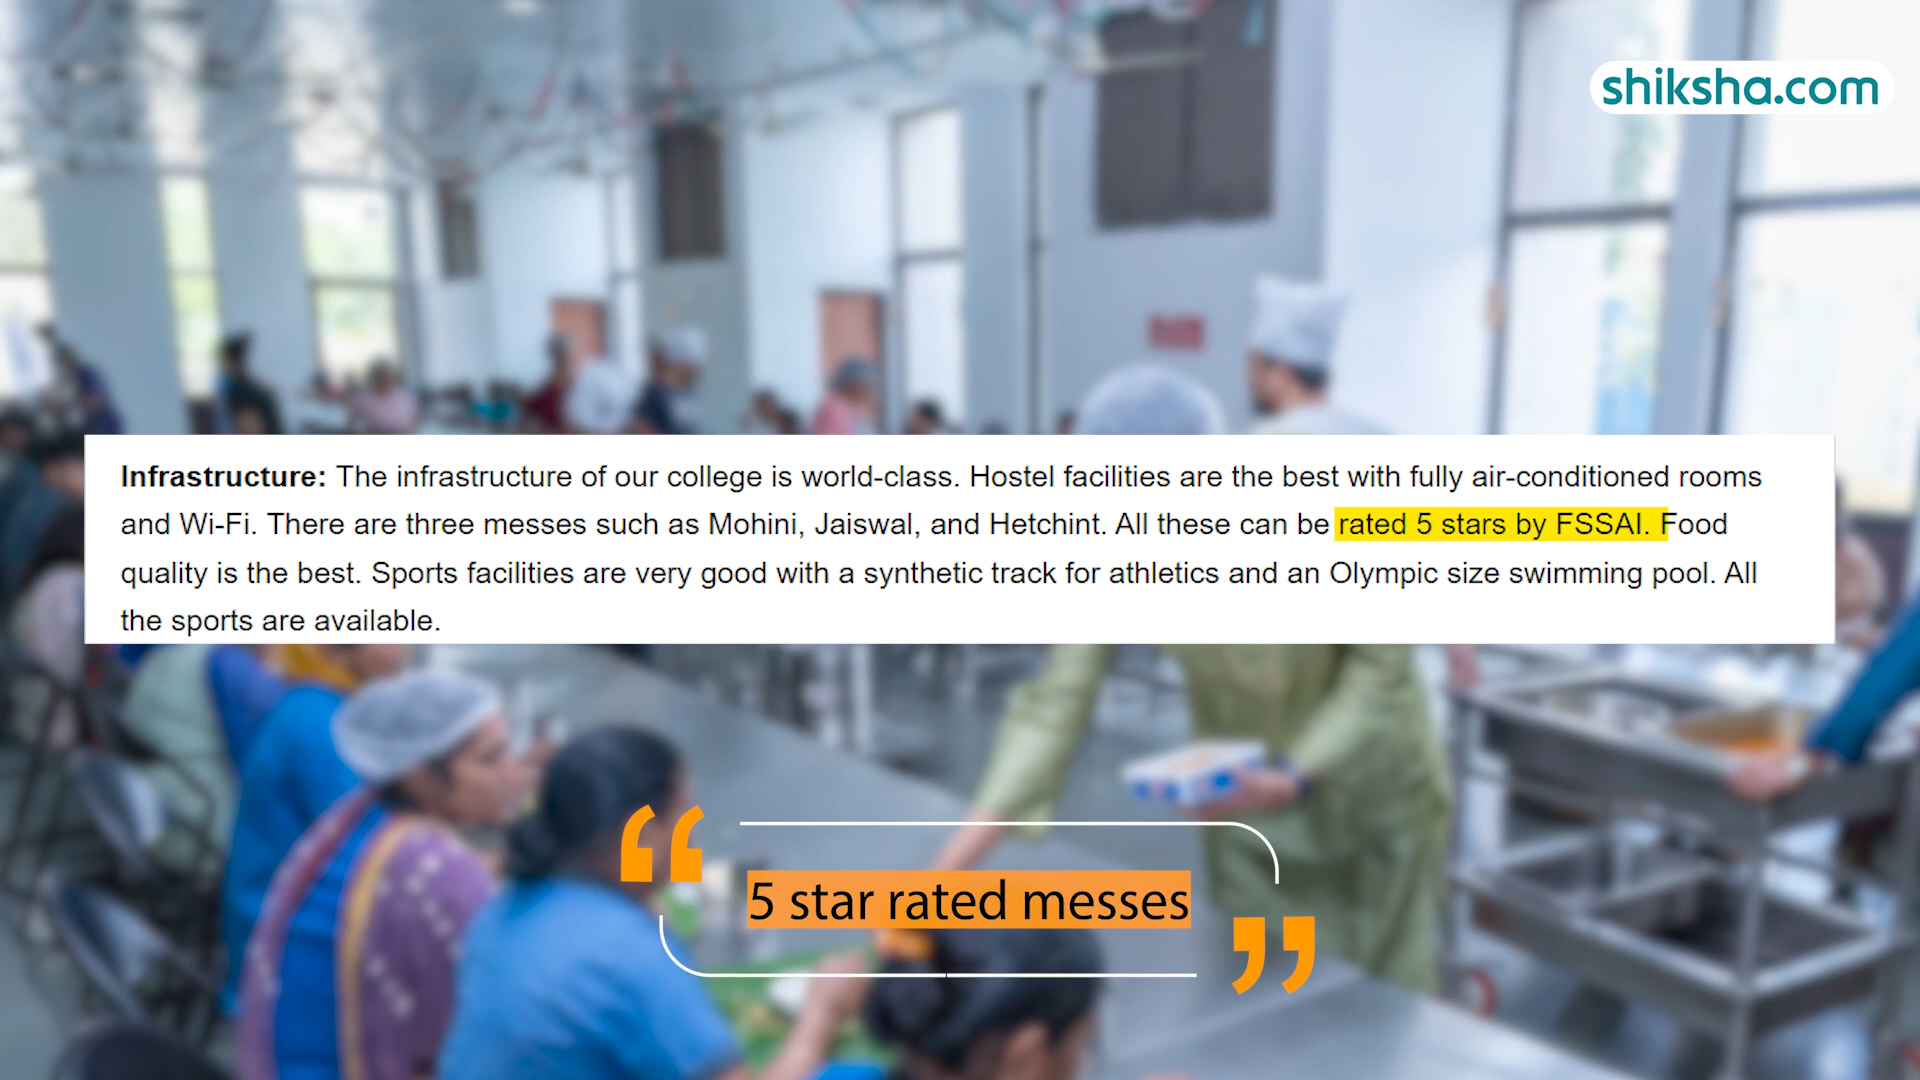 shiksha.com
Infrastructure: The infrastructure of our college is world-class. Hostel facilities are the best with fully air-conditioned rooms
and Wi-Fi. There are three messes such as Mohini, Jaiswal, and Hetchint. All these can be rated 5 stars by FSSAI. Food
quality is the best. Sports facilities are very good with a synthetic track for athletics and an Olympic size swimming pool. All
the sports are available.
“5 star rated messes”